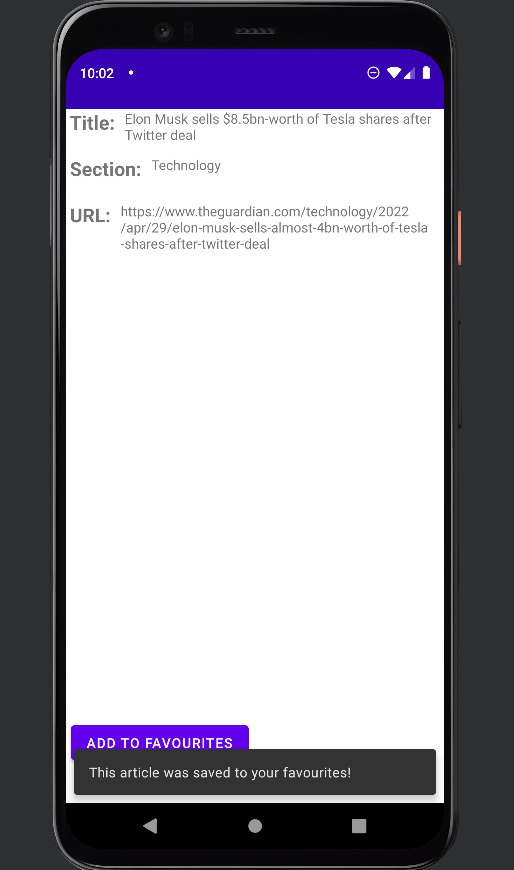 10:02
Title: Elon Musk sells $8.5bn-worth of Tesla shares after
Twitter deal
Section: Technology
URL: https://www.theguardian.com/technology/2022
/apr/29/elon-musk-sells-almost-4bn-worth-of-tesla
-shares-after-twitter-deal
ADD TO FAVOURITES
This article was saved to your favourites!